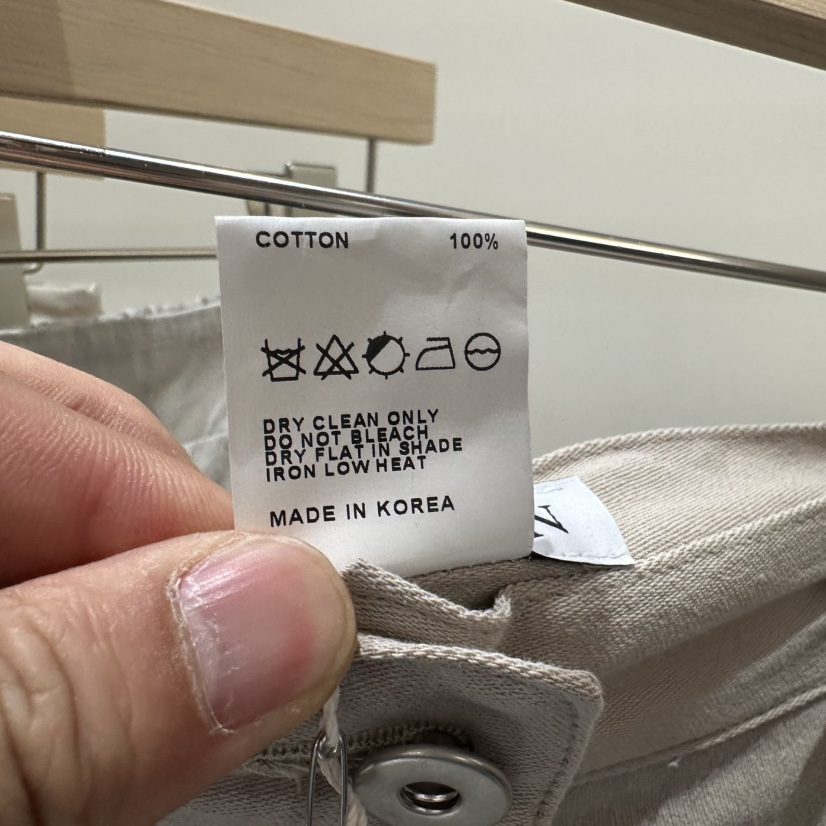 COTTON 100%
DRY CLEAN ONLY
DO NOT BLEACH
DRY FLAT IN SHADE
IRON LOW HEAT
MADE IN KOREA